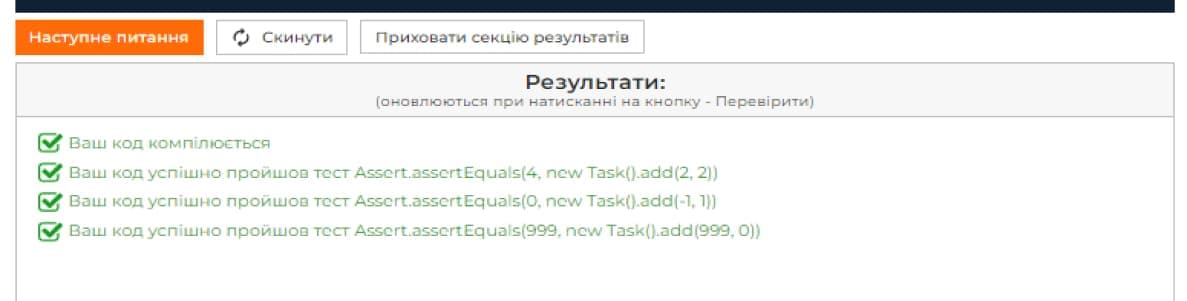 Наступне питання
Скинути
Приховати секцію результатів
Результати:
(оновлюються при натисканні на кнопку - Перевірити)
Ваш код компілюється
Ваш код успішно пройшов тест Assert.assertEquals(4, new Task().add(2, 2))
Ваш код успішно пройшов тест Assert.assertEquals(0, new Task().add(-1, 1))
Ваш код успішно пройшов тест Assert.assertEquals(999, new Task().add(999, 0))